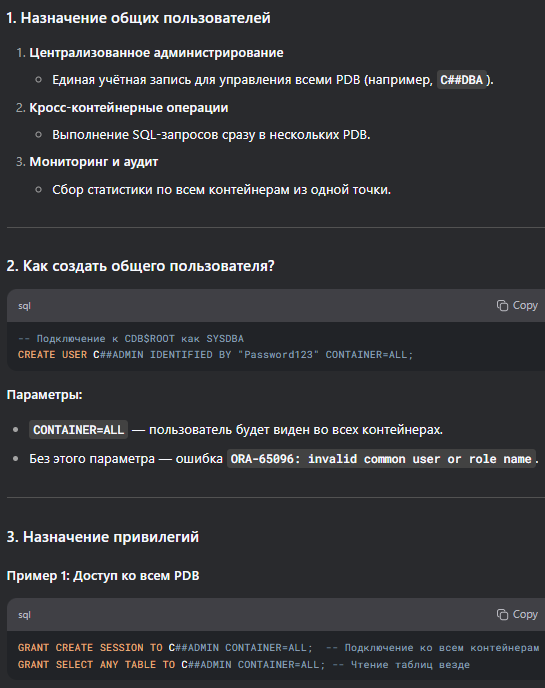 1. Назначение общих пользователей
1. Централизованное администрирование
Единая учётная запись для управления всеми PDB (например, C##DBA).
2. Кросс-контейнерные операции
Выполнение SQL-запросов сразу в нескольких PDB.
3. Мониторинг и аудит
Сбор статистики по всем контейнерам из одной точки.
2. Как создать общего пользователя?
sql Copy
-- Подключение к CDB$ROOT как SYSDBA
CREATE USER C##ADMIN IDENTIFIED BY "Password123" CONTAINER=ALL;
Параметры:
CONTAINER=ALL — пользователь будет виден во всех контейнерах.
Без этого параметра — ошибка ORA-65096: invalid common user or role name.
3. Назначение привилегий
Пример 1: Доступ ко всем PDB
sql Copy
GRANT CREATE SESSION TO C##ADMIN CONTAINER=ALL; -- Подключение ко всем контейнерам
GRANT SELECT ANY TABLE TO C##ADMIN CONTAINER=ALL; -- Чтение таблиц везде